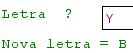 Letra ? Y
Nova letra = B